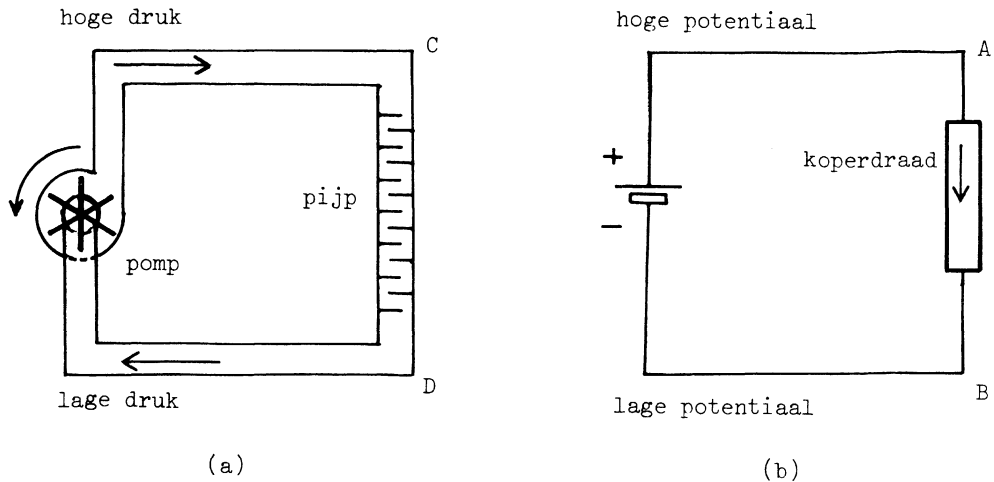 hoge druk
C
pijp
pomp
D
lage druk
(a)
hoge potentiaal
A
+
koperdraad
−
B
lage potentiaal
(b)